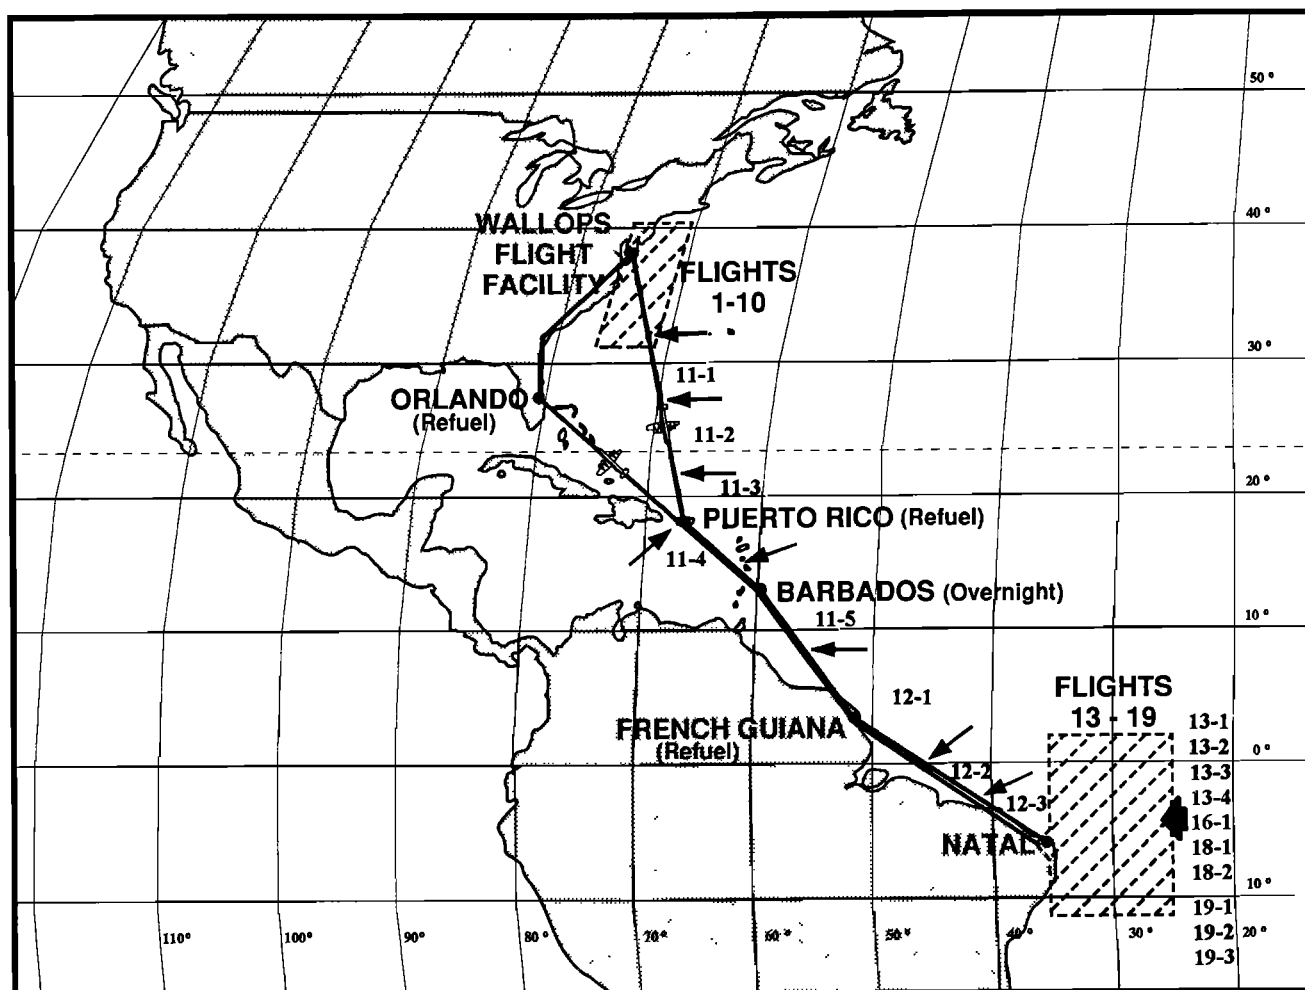 50°
40°
WALLOPS
FLIGHT
FACILITY
FLIGHTS
1-10
30°
11-1
ORLANDO
(Refuel)
11-2
20°
11-3
PUERTO RICO (Refuel)
11-4
BARBADOS (Overnight)
11-5
10°
12-1
FRENCH GUIANA
(Refuel)
FLIGHTS
13 - 19
13-1
13-2
0°
12-2
13-3
12-3
13-4
16-1
NATAL
18-1
18-2
10°
19-1
110°
100°
90°
80°
70°
60°
50°
40°
30°
19-2
20°
19-3